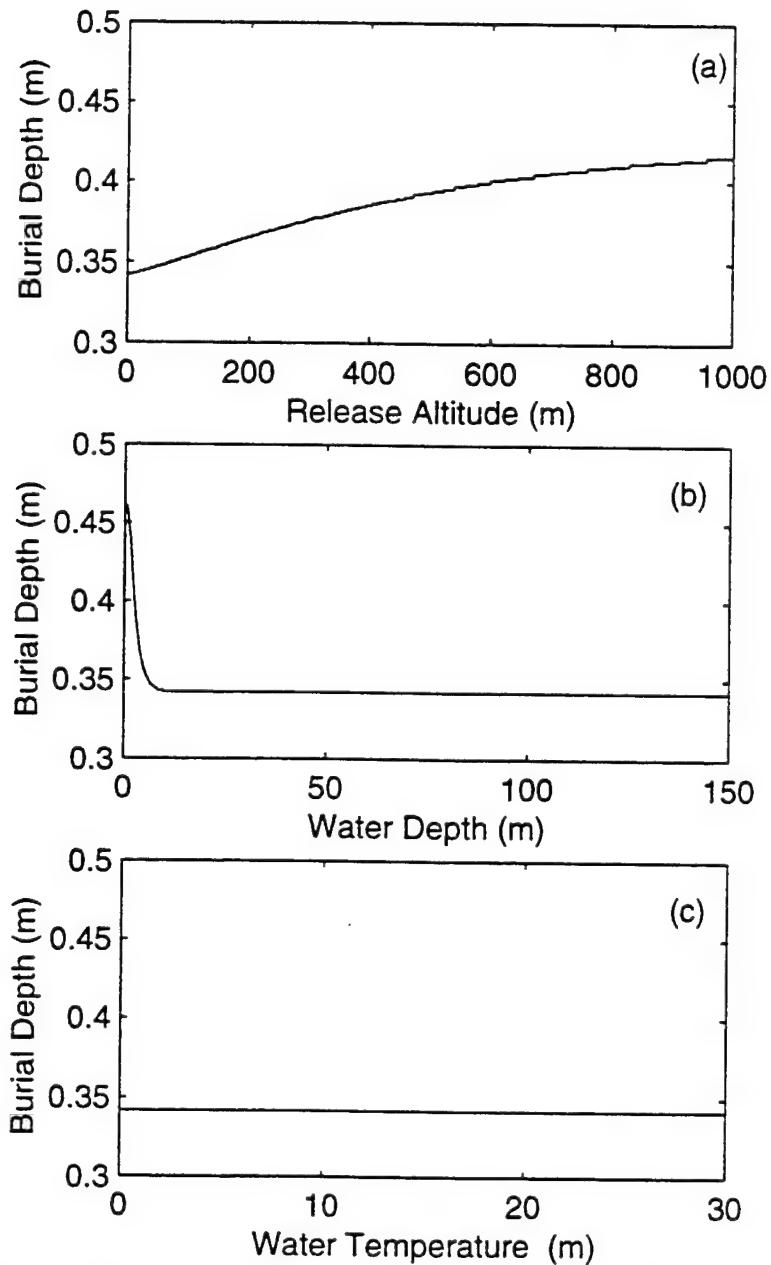 0.5
(a)
0.45
0.4
0.35
0.3
Burial Depth (m)
0 200 400 600 800 1000
Release Altitude (m)
0.5
(b)
0.45
0.4
0.35
0.3
Burial Depth (m)
0 50 100 150
Water Depth (m)
0.5
(c)
0.45
0.4
0.35
0.3
Burial Depth (m)
0 10 20 30
Water Temperature (m)